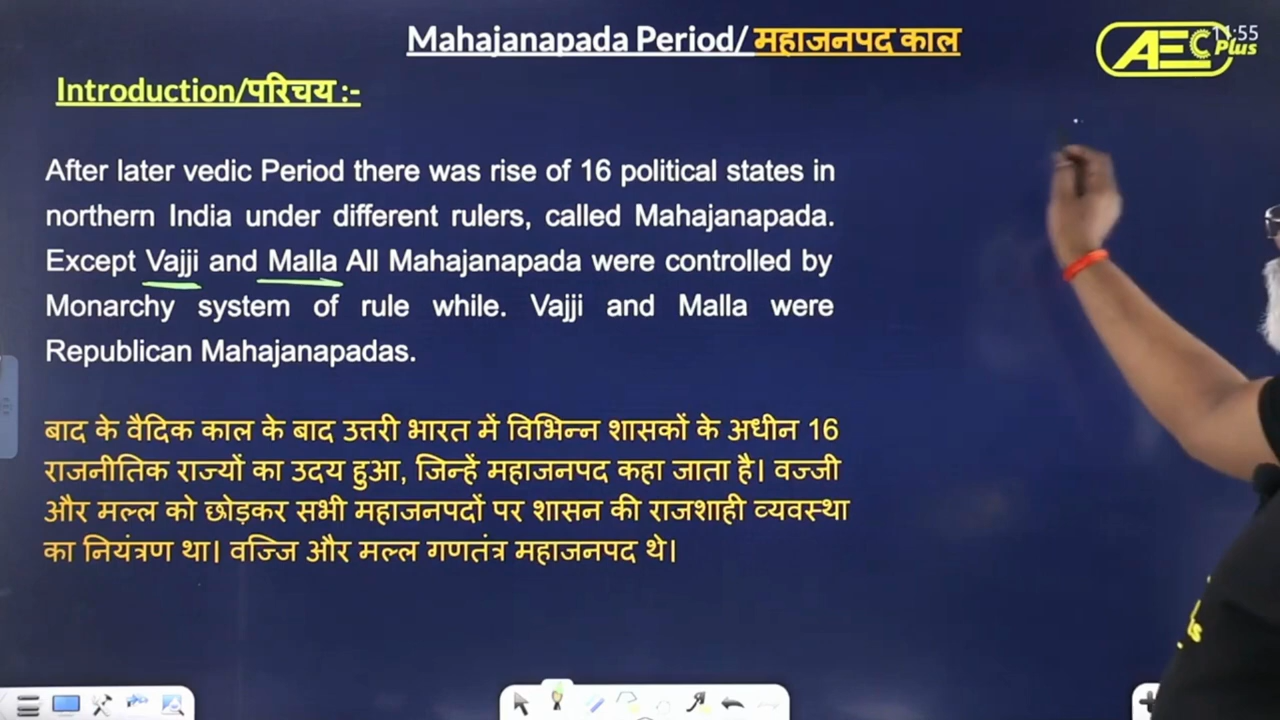 Mahajanapada Period/ महाजनपद काल
AEC Plus
11:55
Introduction/परिचय :-
After later vedic Period there was rise of 16 political states in
northern India under different rulers, called Mahajanapada.
Except Vajji and Malla All Mahajanapada were controlled by
Monarchy system of rule while. Vajji and Malla were
Republican Mahajanapadas.
बाद के वैदिक काल के बाद उत्तरी भारत में विभिन्न शासकों के अधीन 16
राजनीतिक राज्यों का उदय हुआ, जिन्हें महाजनपद कहा जाता है। वज्जी
और मल्ल को छोड़कर सभी महाजनपदों पर शासन की राजशाही व्यवस्था
का नियंत्रण था। वज्जि और मल्ल गणतंत्र महाजनपद थे।